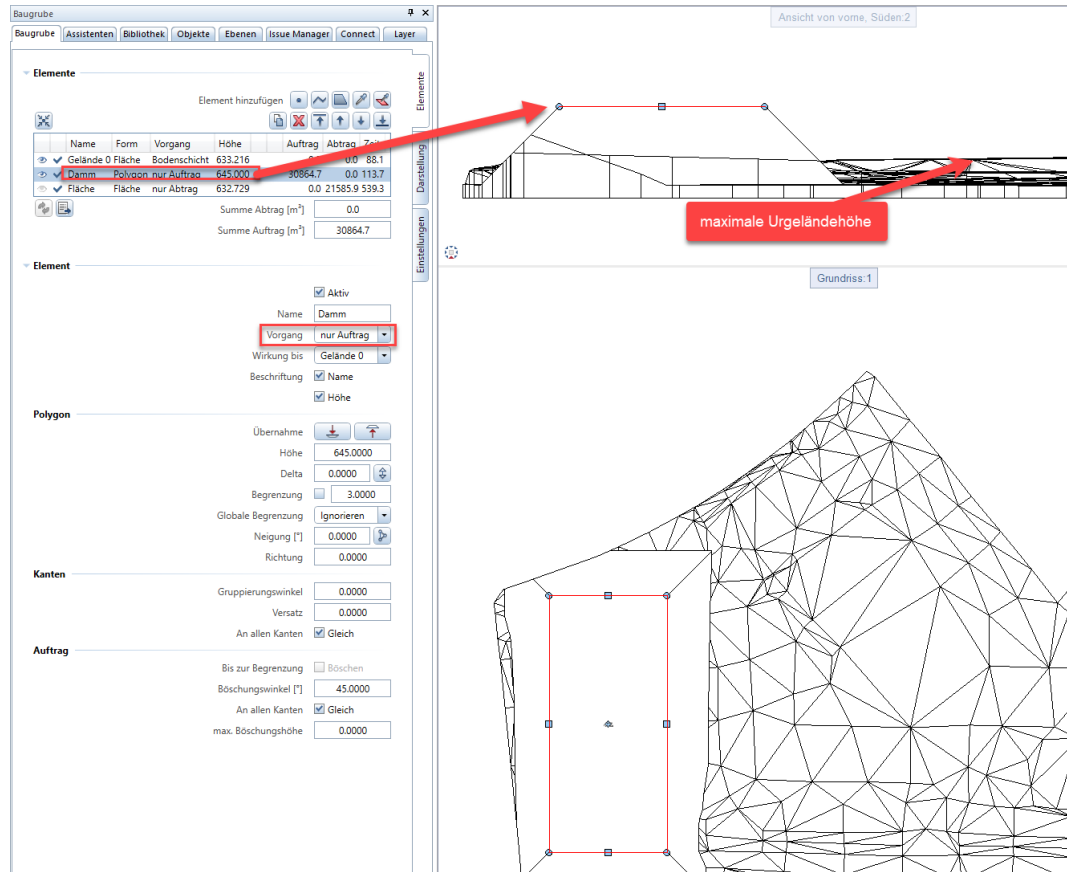 Baugrube
Baugrube Assistenten Bibliothek Objekte Ebenen Issue Manager Connect Layer
Elemente
Element hinzufügen
Name Form Vorgang Höhe Auftrag Abtrag
Gelände 0 Fläche Bodenschicht 633.216 0.0 88.1
Damm Polygon nur Auftrag 645.000 30864.7 0.0 113.7
Fläche Fläche nur Abtrag 632.729 0.0 21585.9 539.3
Summe Abtrag [m³] 0.0
Summe Auftrag [m³] 30864.7
Elemente
Darstellung
Einstellungen
Element
Aktiv
Name Damm
Vorgang nur Auftrag
Wirkung bis Gelände 0
Beschriftung Name
Höhe
Polygon
Übernahme
Höhe 645.0000
Delta 0.0000
Begrenzung 3.0000
Globale Begrenzung Ignorieren
Neigung [°] 0.0000
Richtung 0.0000
Kanten
Gruppierungswinkel 0.0000
Versatz 0.0000
An allen Kanten Gleich
Auftrag
Bis zur Begrenzung Böschen
Böschungswinkel [°] 45.0000
An allen Kanten Gleich
max. Böschungshöhe 0.0000
Ansicht von vorne, Süden:2
maximale Urgeländehöhe
Grundriss:1